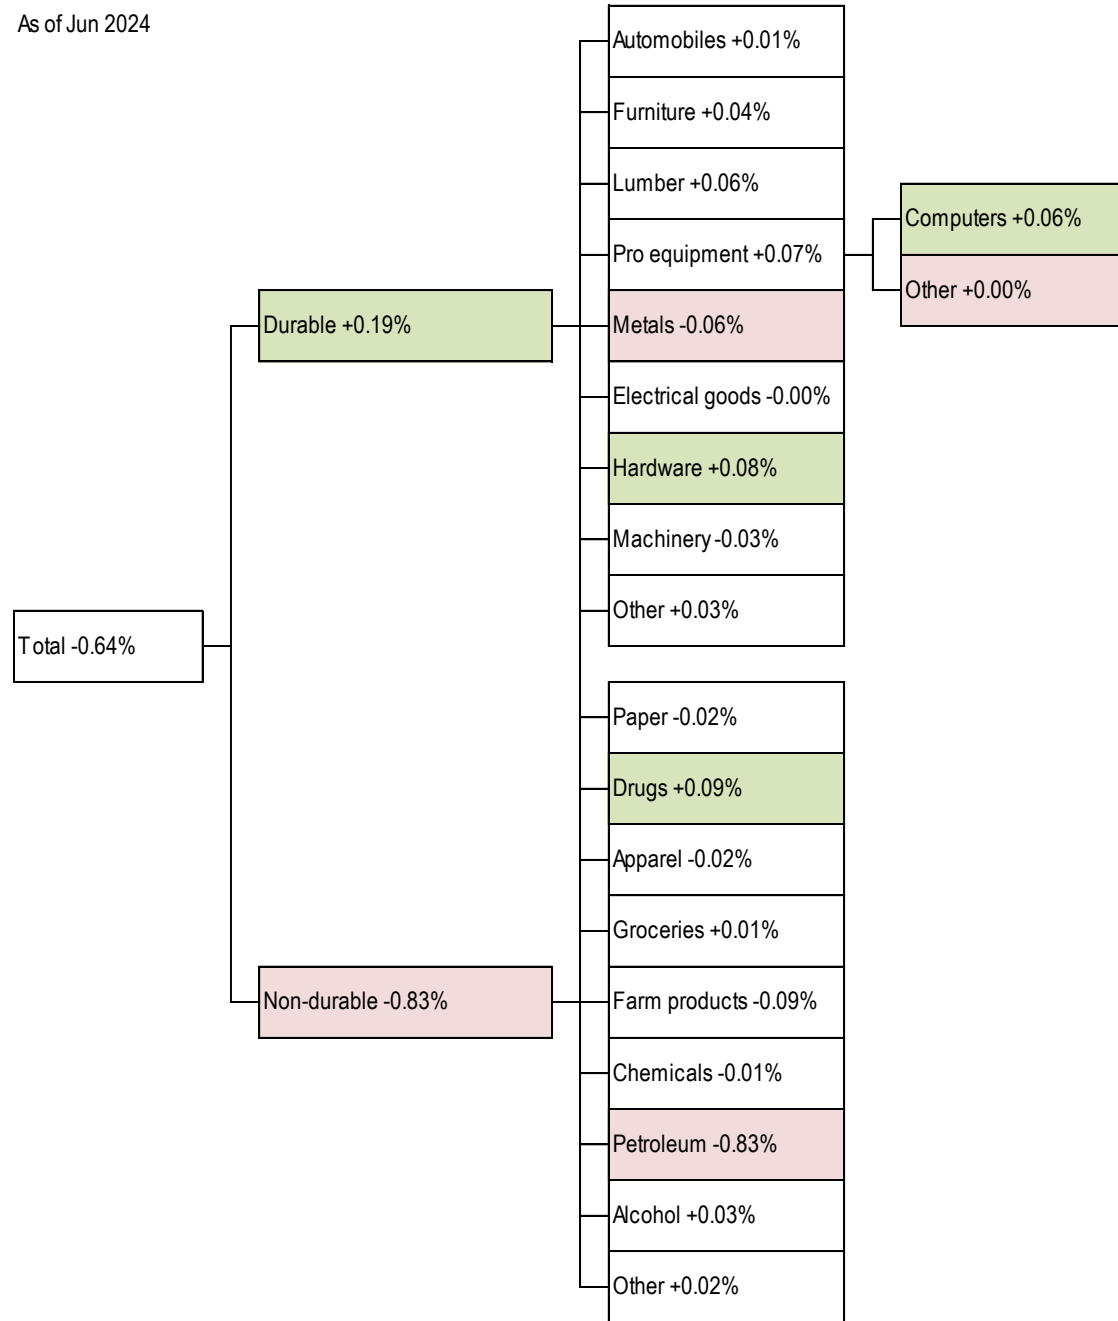 As of Jun 2024
Total -0.64%
Durable +0.19%
Automobiles +0.01%
Furniture +0.04%
Lumber +0.06%
Pro equipment +0.07%
Computers +0.06%
Other +0.00%
Metals -0.06%
Electrical goods -0.00%
Hardware +0.08%
Machinery -0.03%
Other +0.03%
Non-durable -0.83%
Paper -0.02%
Drugs +0.09%
Apparel -0.02%
Groceries +0.01%
Farm products -0.09%
Chemicals -0.01%
Petroleum -0.83%
Alcohol +0.03%
Other +0.02%